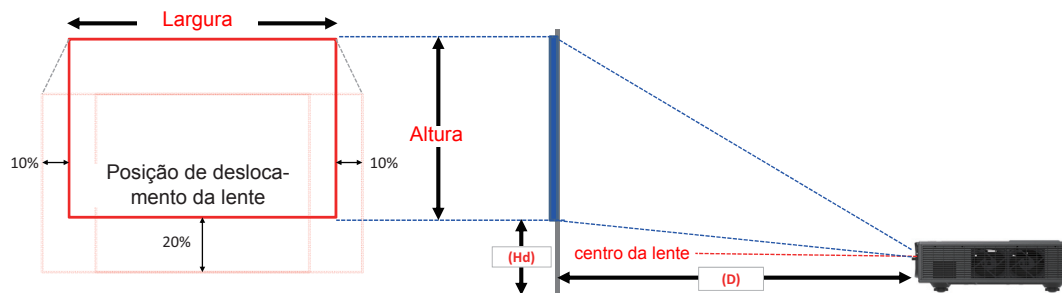 Largura
Altura
10%
10%
Posição de desloca-
mento da lente
20%
(Hd)
centro da lente
(D)